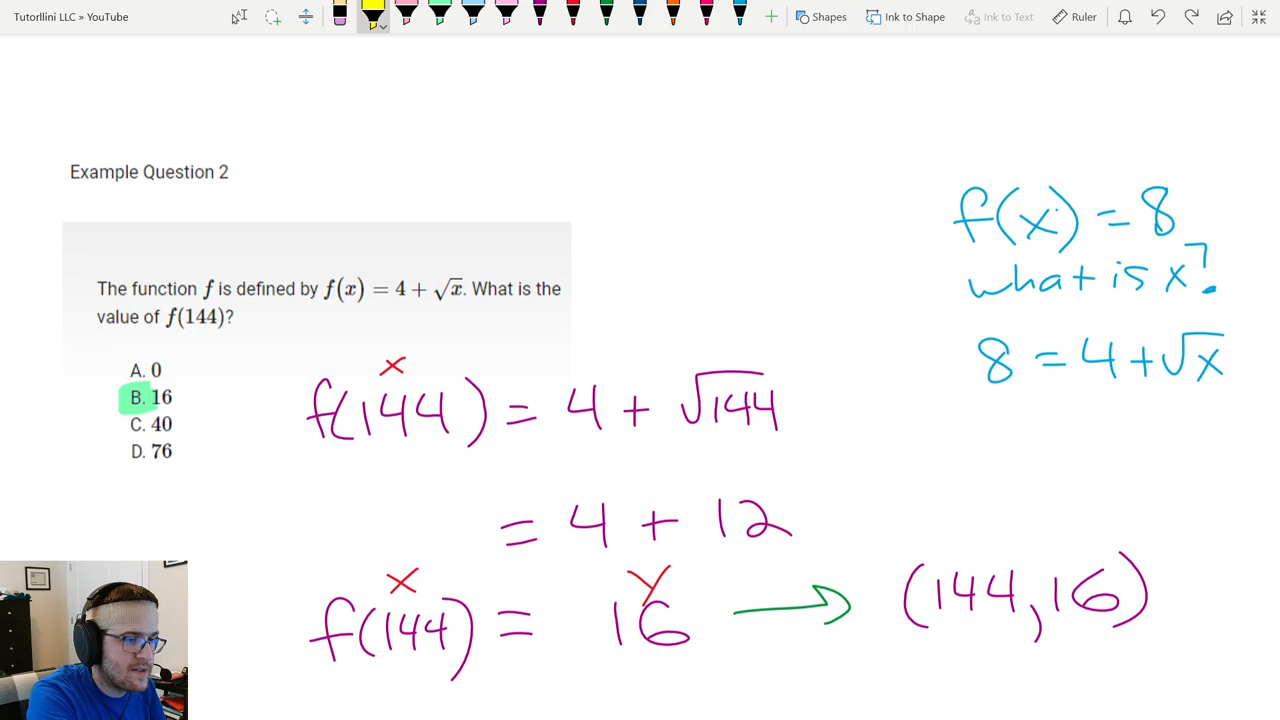 Tutorllini LLC » YouTube
Shapes
Ink to Shape
Ink to Text
Ruler
Example Question 2
The function f is defined by f(x) = 4 + √x. What is the
value of f(144)?
A. 0
B. 16
C. 40
D. 76
x
f(144) = 4 + √144
= 4 + 12
x y
f(144) = 16 → (144, 16)
f(x) = 8
what is x?
8 = 4 + √x